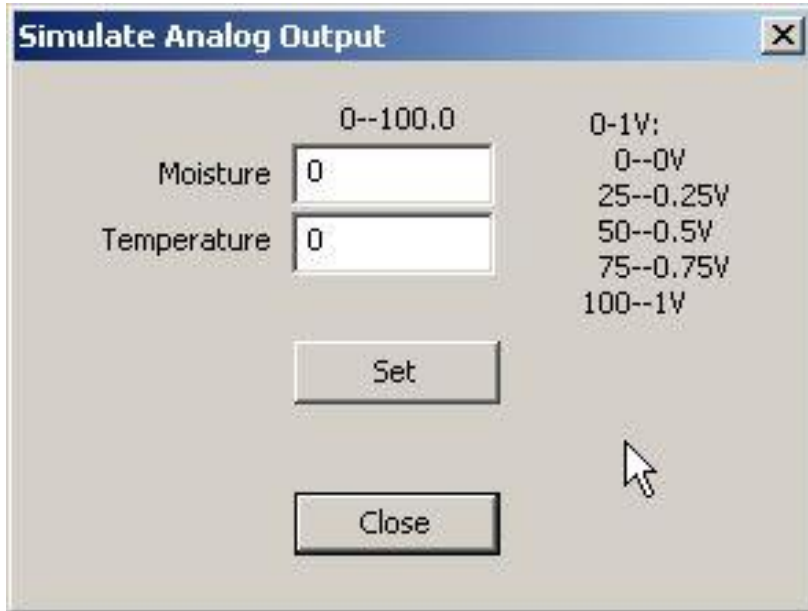 Simulate Analog Output
0--100.0
Moisture 0
Temperature 0
0-1V:
0--0V
25--0.25V
50--0.5V
75--0.75V
100--1V
Set
Close